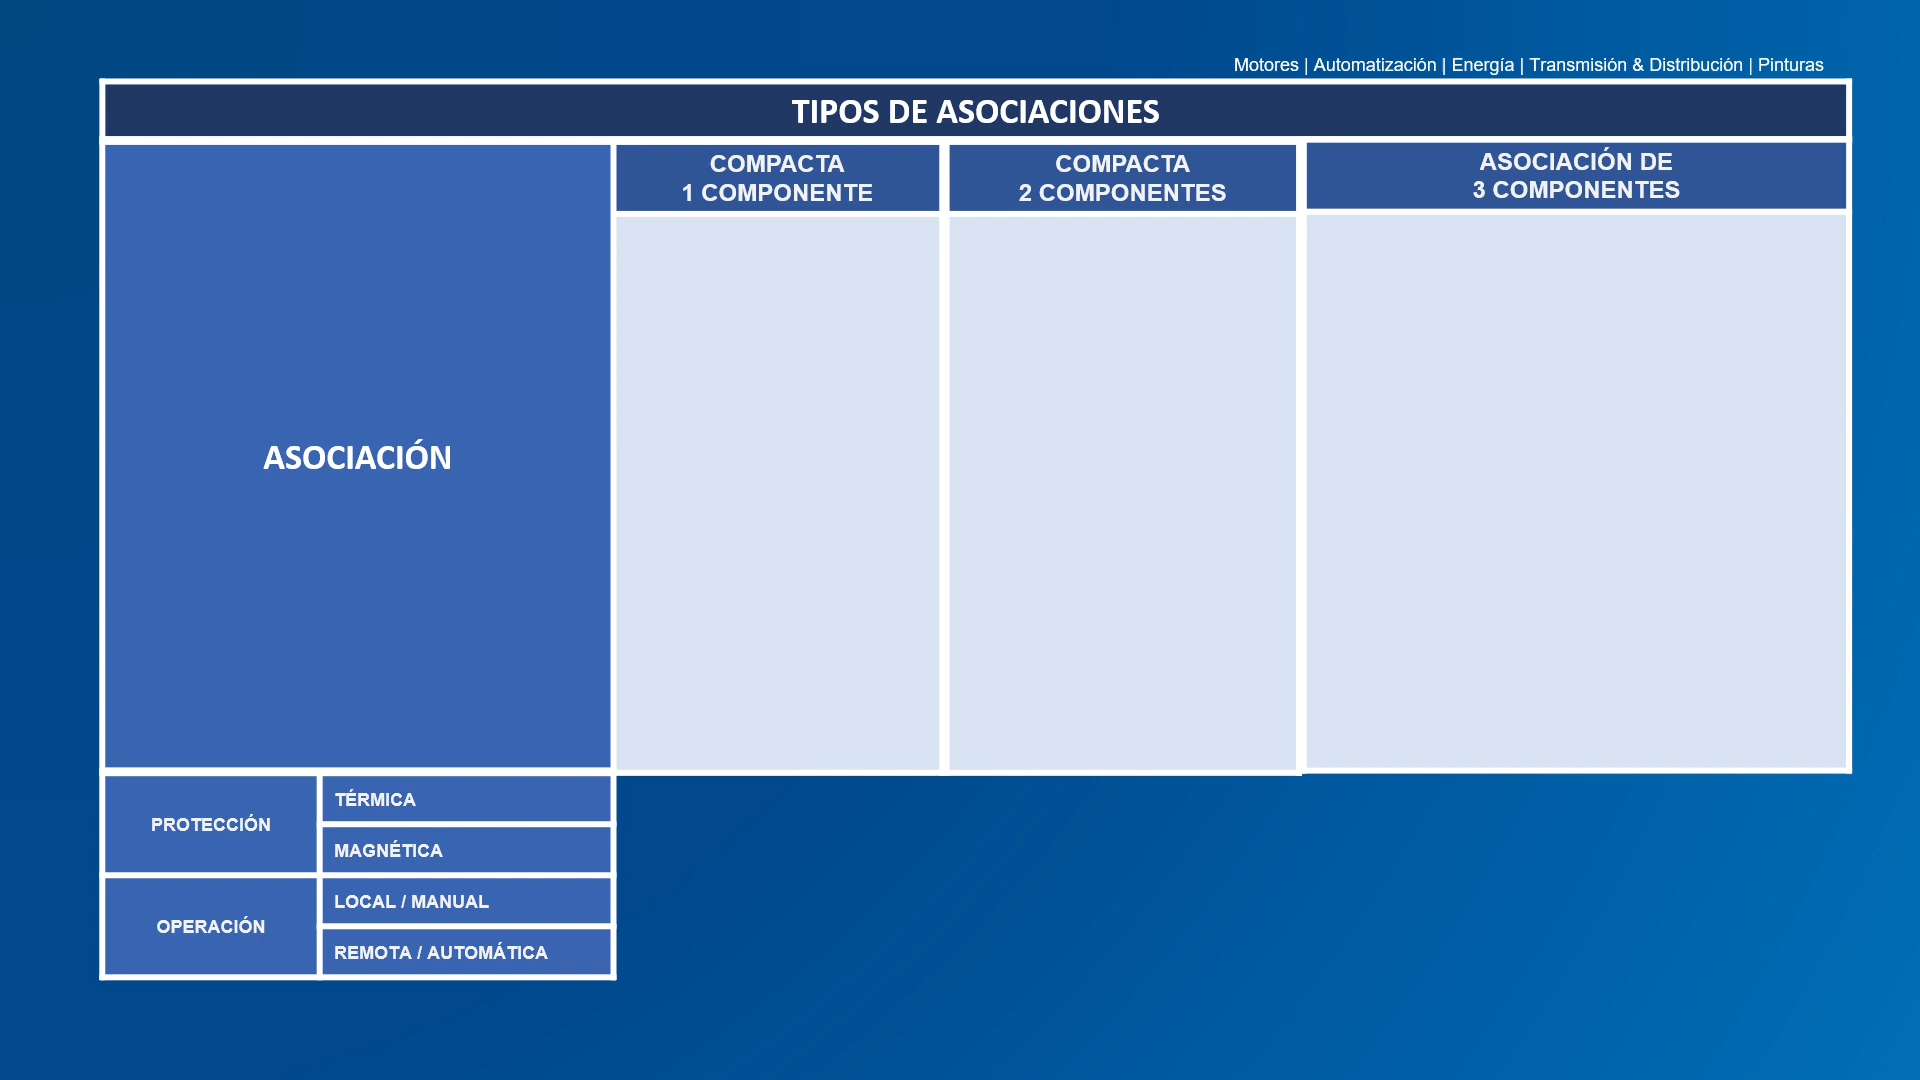 Motores | Automatización | Energía | Transmisión & Distribución | Pinturas
TIPOS DE ASOCIACIONES
COMPACTA
1 COMPONENTE
COMPACTA
2 COMPONENTES
ASOCIACIÓN DE
3 COMPONENTES
ASOCIACIÓN
PROTECCIÓN
TÉRMICA
MAGNÉTICA
OPERACIÓN
LOCAL / MANUAL
REMOTA / AUTOMÁTICA